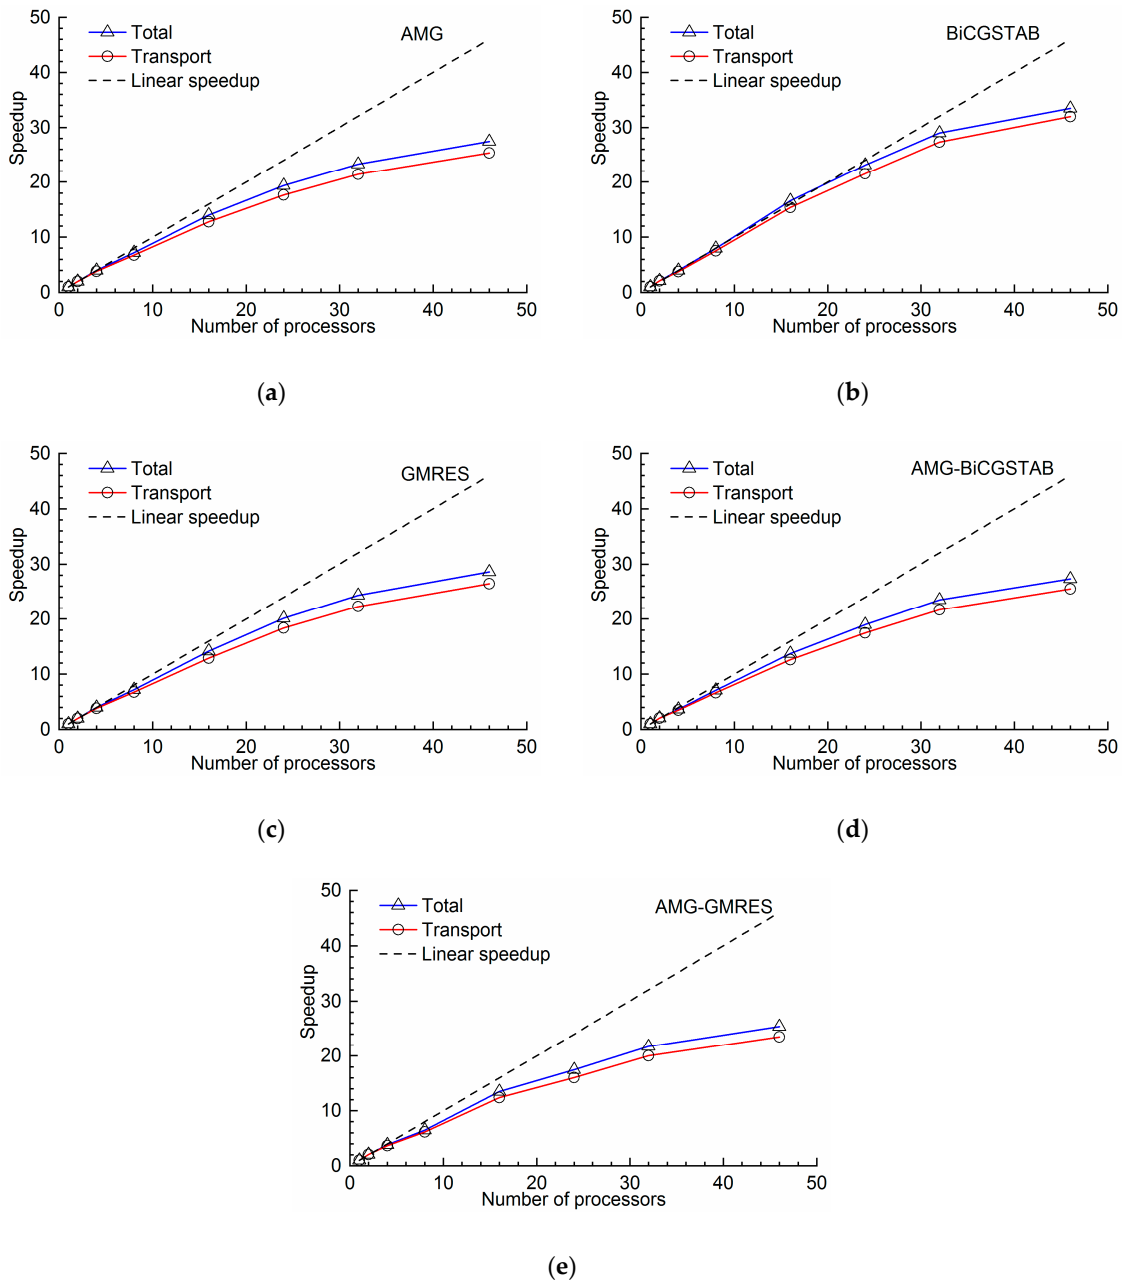 50
AMG
Total
40
Transport
Linear speedup
30
Speedup
20
10
0
0 10 20 30 40 50
Number of processors
(a)
50
BiCGSTAB
Total
40
Transport
Linear speedup
30
Speedup
20
10
0
0 10 20 30 40 50
Number of processors
(b)
50
GMRES
Total
40
Transport
Linear speedup
30
Speedup
20
10
0
0 10 20 30 40 50
Number of processors
(c)
50
AMG-BiCGSTAB
Total
40
Transport
Linear speedup
30
Speedup
20
10
0
0 10 20 30 40 50
Number of processors
(d)
50
AMG-GMRES
Total
40
Transport
Linear speedup
30
Speedup
20
10
0
0 10 20 30 40 50
Number of processors
(e)